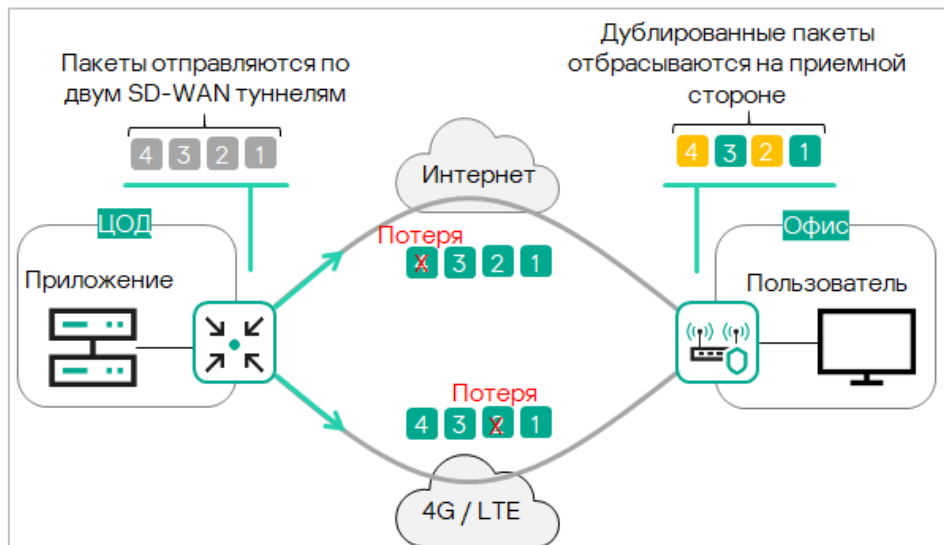 Пакеты отправляются по
двум SD-WAN туннелям
4 3 2 1
Дублированные пакеты
отбрасываются на приемной
стороне
4 3 2 1
Интернет
ЦОД
Приложение
Потеря
4 3 2 1
Офис
Пользователь
Потеря
4 3 2 1
4G / LTE